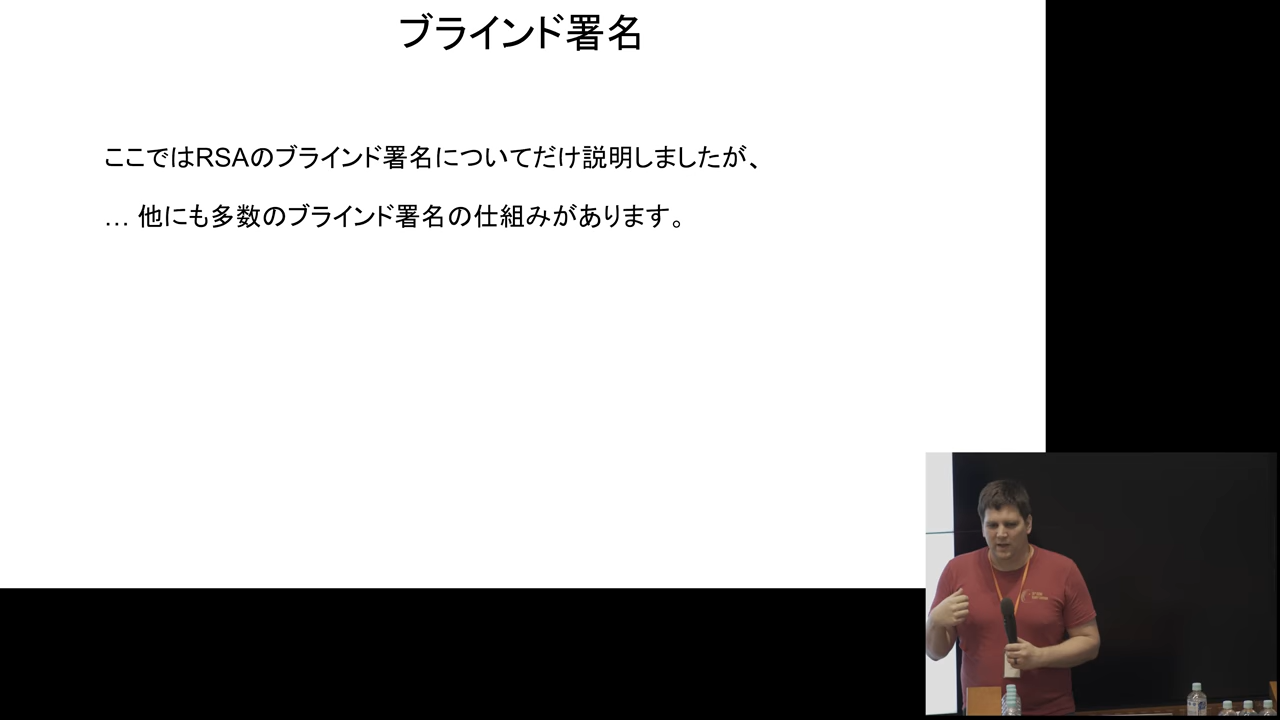 ブラインド署名
ここではRSAのブラインド署名についてだけ説明しましたが、
… 他にも多数のブラインド署名の仕組みがあります。